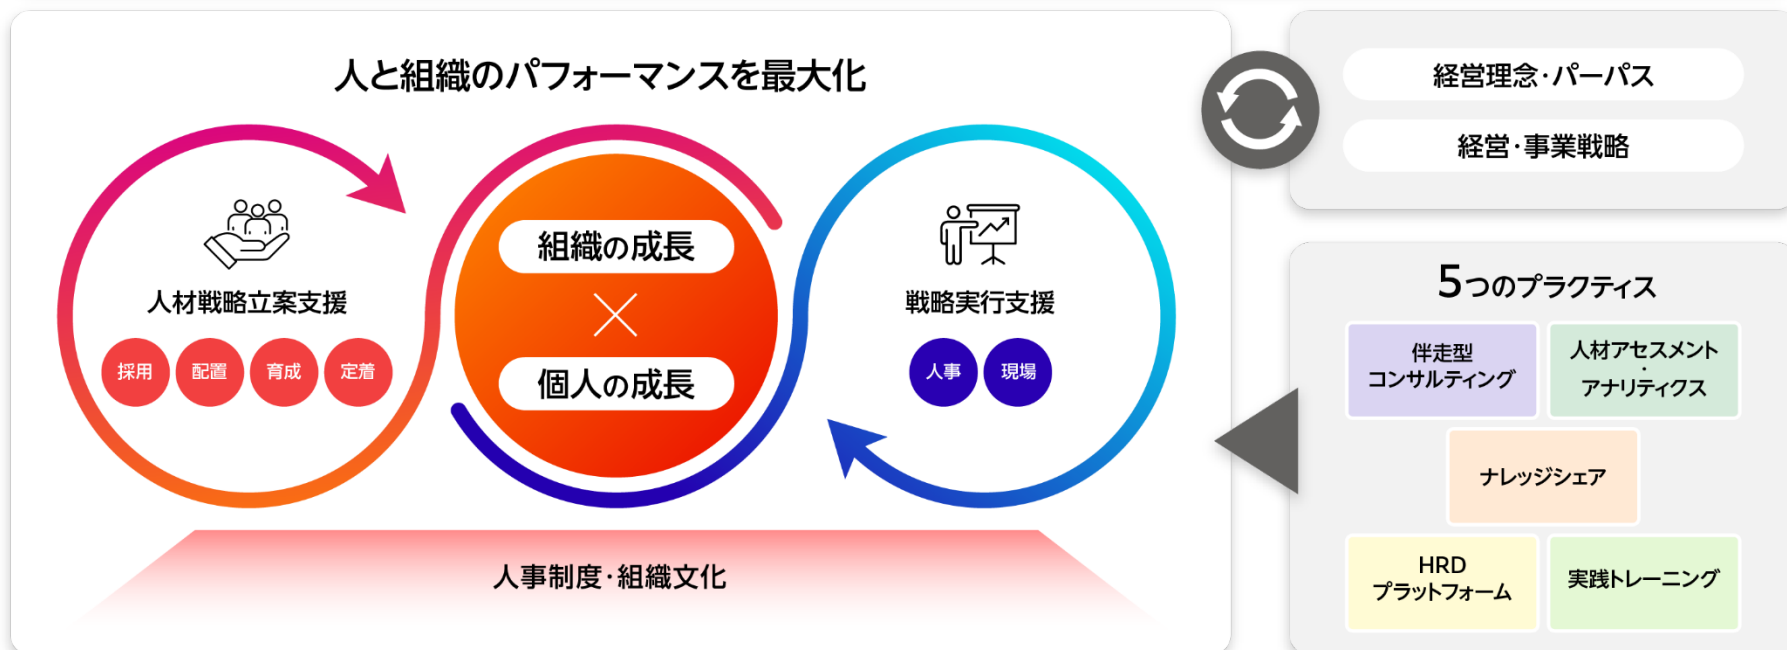 人と組織のパフォーマンスを最大化
人材戦略立案支援
採用
配置
育成
定着
組織の成長
×
個人の成長
戦略実行支援
人事
現場
人事制度・組織文化
経営理念・パーパス
経営・事業戦略
5つのプラクティス
伴走型
コンサルティング
人材アセスメント
・
アナリティクス
ナレッジシェア
HRD
プラットフォーム
実践トレーニング